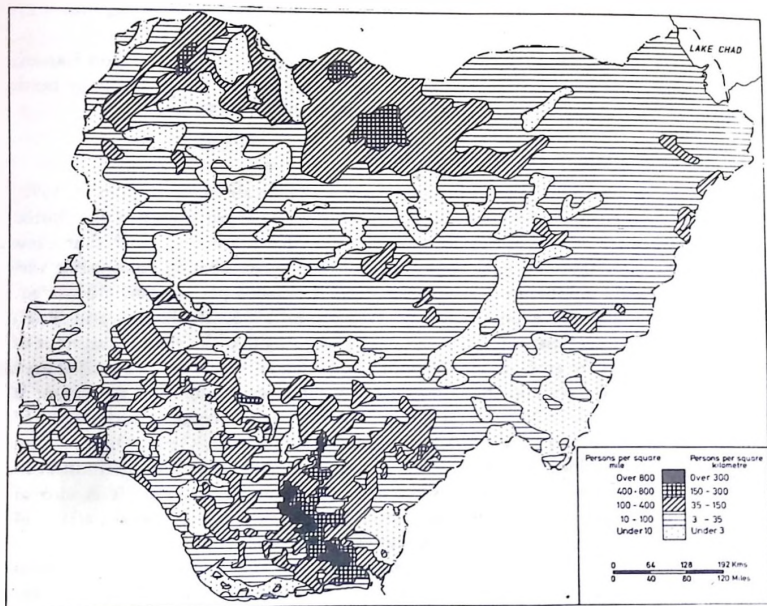 LAKE CHAD
Persons per square mile Persons per square kilometre
Over 800 Over 300
400-800 150 - 300
100 - 400 35 - 150
10 - 100 3 - 35
Under 10 Under 3
0 64 128 192 Kms
0 40 80 120 Miles